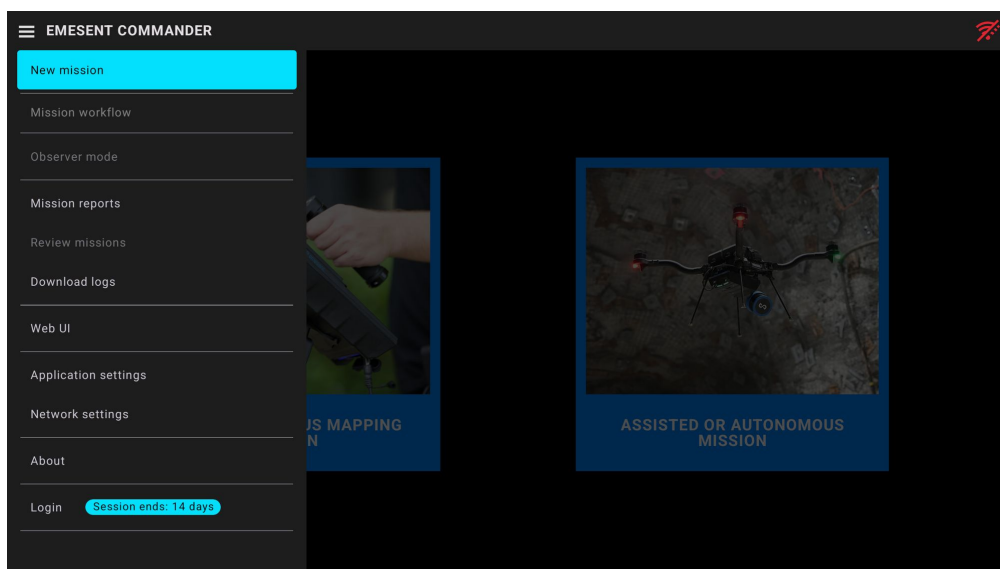 EMESENT COMMANDER
New mission
Mission workflow
Observer mode
Mission reports
Review missions
Download logs
Web UI
Application settings
Network settings
About
Login
Session ends: 14 days
US MAPPING
N
ASSISTED OR AUTONOMOUS
MISSION